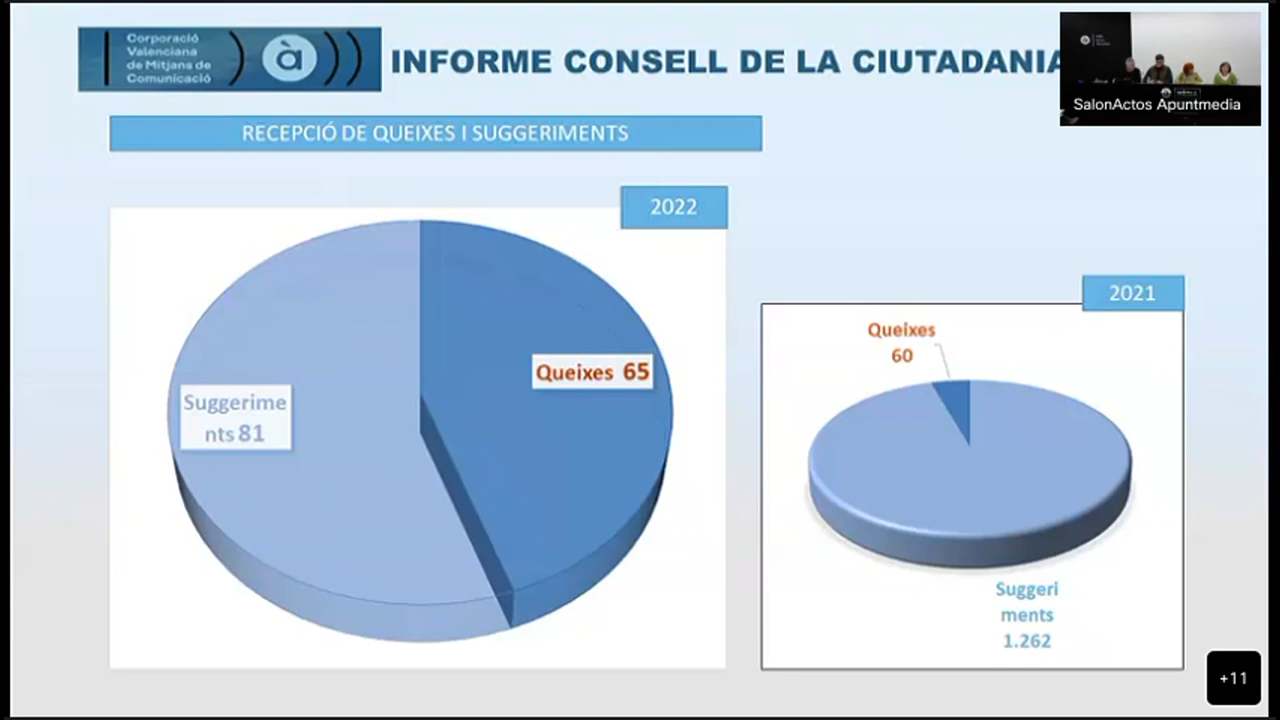 Corporació
Valenciana
de Mitjans de
Comunicació
à
INFORME CONSELL DE LA CIUTADANIA
SalonActos Apuntmedia
RECEPCIÓ DE QUEIXES I SUGGERIMENTS
2022
Queixes 65
Suggerime
nts 81
2021
Queixes
60
Suggeri
ments
1.262
+11